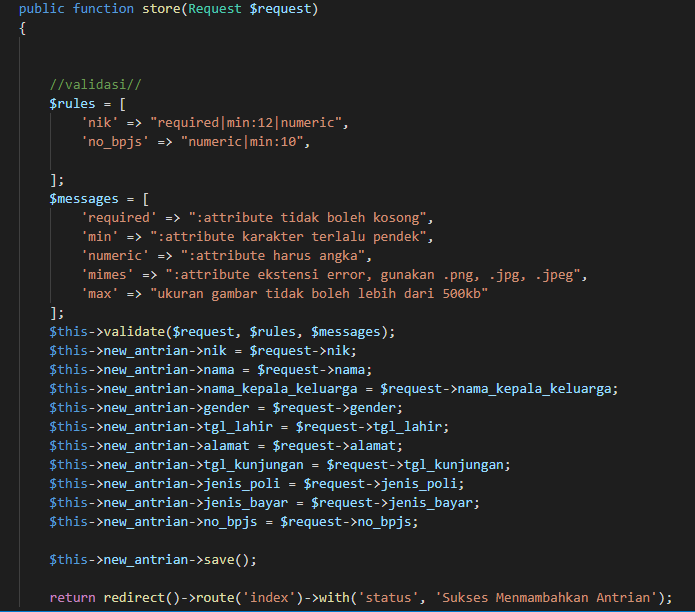 public function store(Request $request)
{
//validasi//
$rules = [
'nik' => "required|min:12|numeric",
'no_bpjs' => "numeric|min:10",
];
$messages = [
'required' => ":attribute tidak boleh kosong",
'min' => ":attribute karakter terlalu pendek",
'numeric' => ":attribute harus angka",
'mimes' => ":attribute ekstensi error, gunakan .png, .jpg, .jpeg",
'max' => "ukuran gambar tidak boleh lebih dari 500kb"
];
$this->validate($request, $rules, $messages);
$this->new_antrian->nik = $request->nik;
$this->new_antrian->nama = $request->nama;
$this->new_antrian->nama_kepala_keluarga = $request->nama_kepala_keluarga;
$this->new_antrian->gender = $request->gender;
$this->new_antrian->tgl_lahir = $request->tgl_lahir;
$this->new_antrian->alamat = $request->alamat;
$this->new_antrian->tgl_kunjungan = $request->tgl_kunjungan;
$this->new_antrian->jenis_poli = $request->jenis_poli;
$this->new_antrian->jenis_bayar = $request->jenis_bayar;
$this->new_antrian->no_bpjs = $request->no_bpjs;
$this->new_antrian->save();
return redirect()->route('index')->with('status', 'Sukses Menmambahkan Antrian');